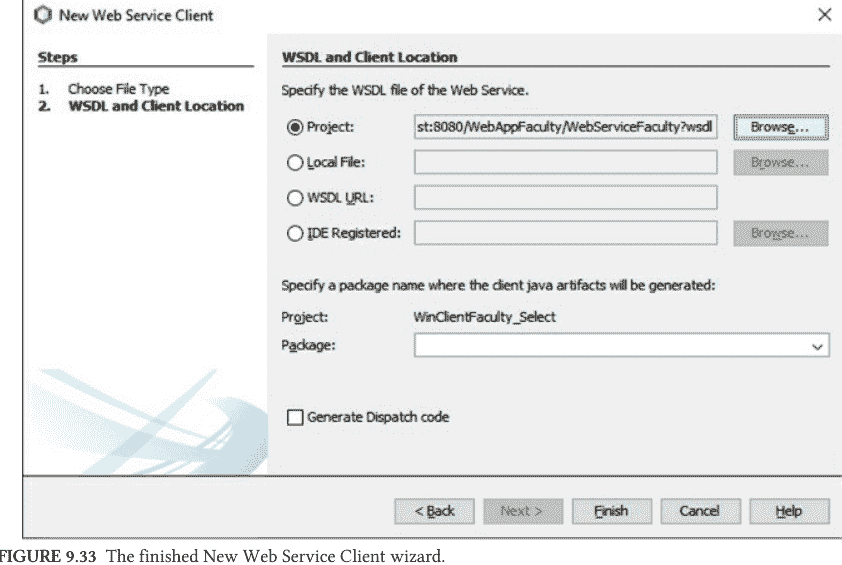 New Web Service Client
Steps
1. Choose File Type
2. WSDL and Client Location
WSDL and Client Location
Specify the WSDL file of the Web Service.
Project: st:8080/WebAppFaculty/WebServiceFaculty?wsdl Browse...
Local File: Browse...
WSDL URL:
IDE Registered: Browse...
Specify a package name where the client java artifacts will be generated:
Project: WinClientFaculty_Select
Package:
Generate Dispatch code
< Back Next > Finish Cancel Help
FIGURE 9.33 The finished New Web Service Client wizard.